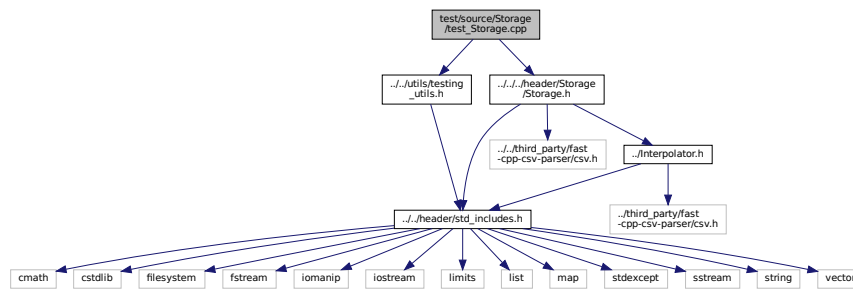 test/source/Storage
/test_Storage.cpp
../../utils/testing
_utils.h
../../../header/Storage
/Storage.h
../../third_party/fast
-cpp-csv-parser/csv.h
../Interpolator.h
../third_party/fast
-cpp-csv-parser/csv.h
../../header/std_includes.h
cmath
cstdlib
filesystem
fstream
iomanip
iostream
limits
list
map
stdexcept
sstream
string
vector